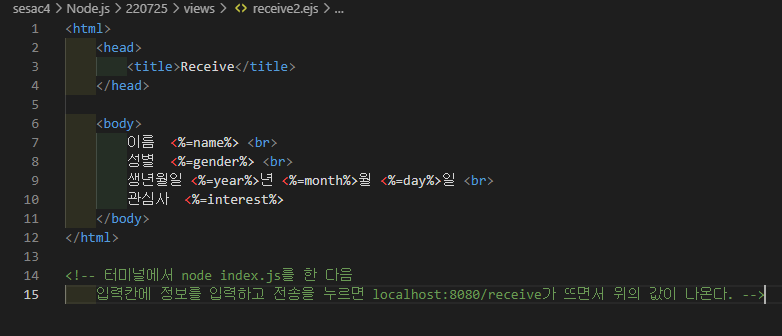 sesac4 > Node.js > 220725 > views > <> receive2.ejs > ...
1 <html>
2 <head>
3 <title>Receive</title>
4 </head>
5
6 <body>
7 이름 <%=name%> <br>
8 성별 <%=gender%> <br>
9 생년월일 <%=year%>년 <%=month%>월 <%=day%>일 <br>
10 관심사 <%=interest%>
11 </body>
12 </html>
13
14 <!-- 터미널에서 node index.js를 한 다음
15 입력칸에 정보를 입력하고 전송을 누르면 localhost:8080/receive가 뜨면서 위의 값이 나온다. -->